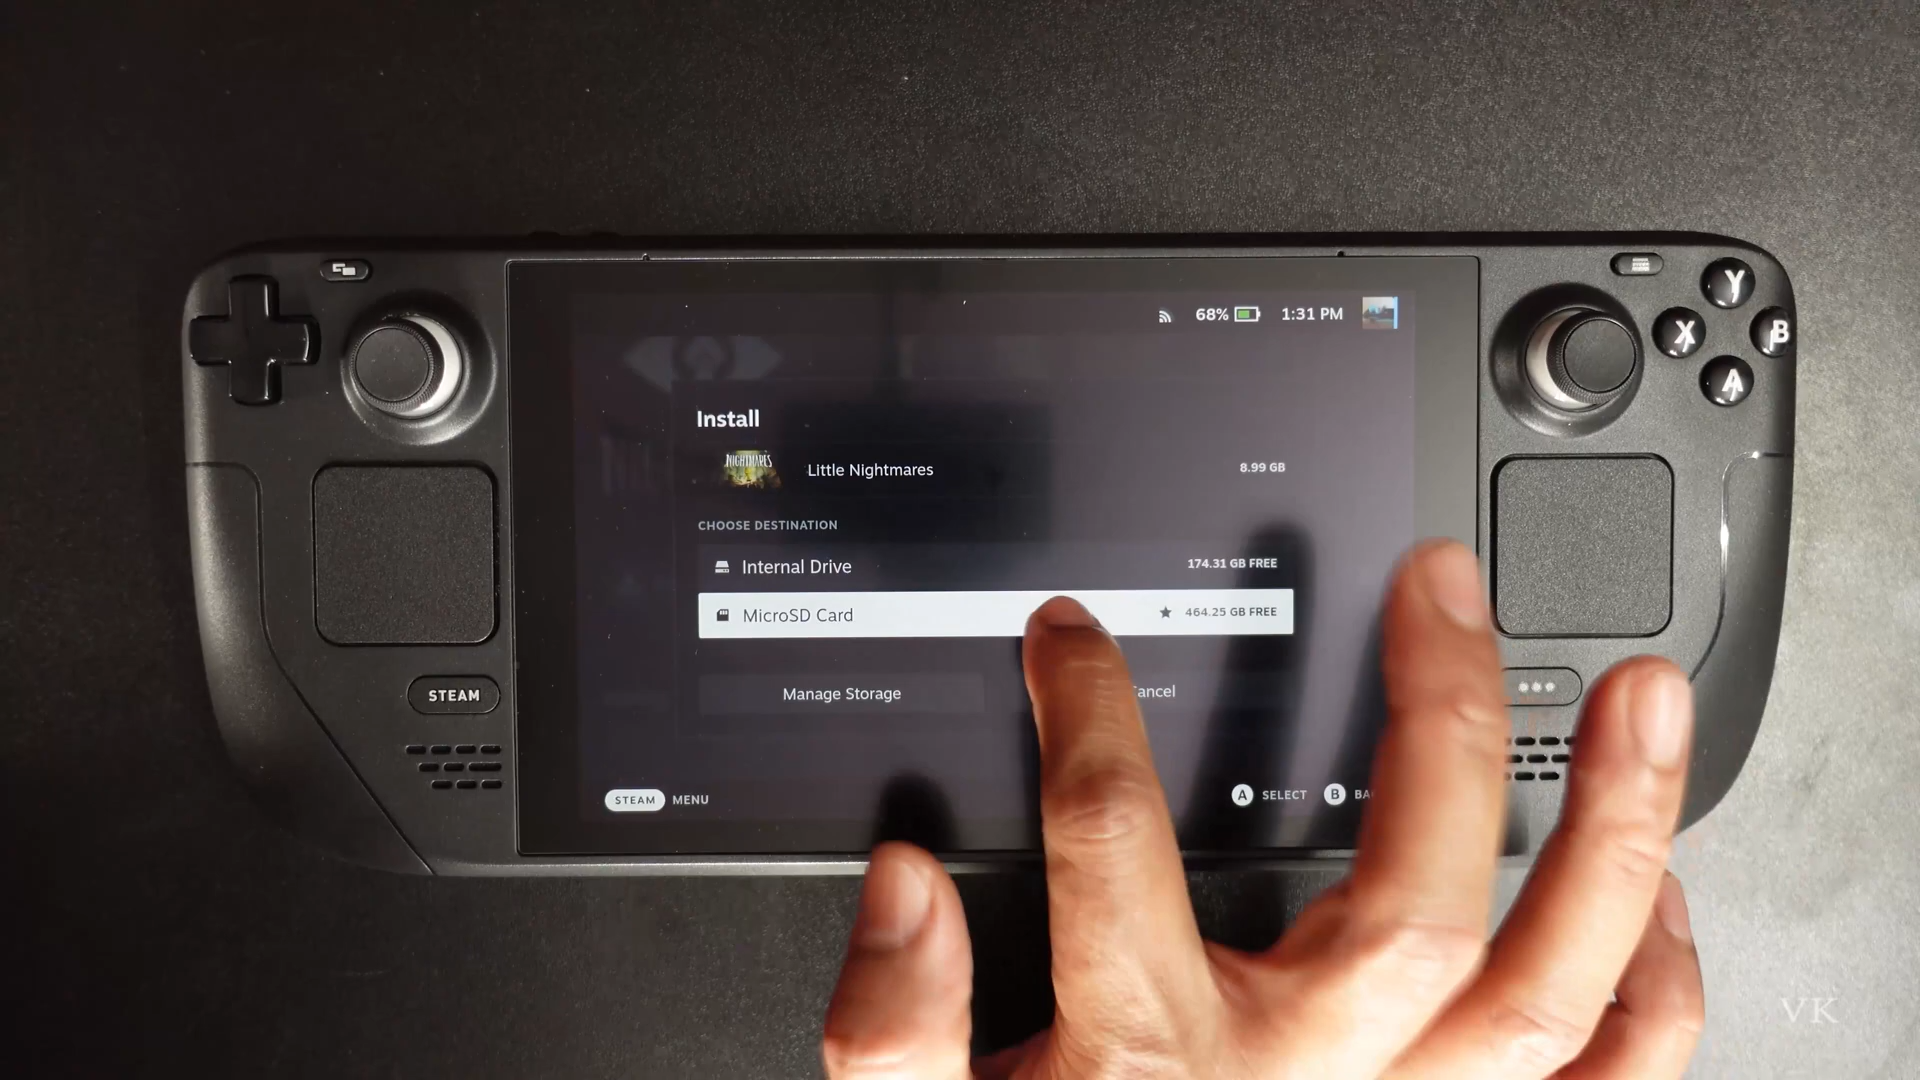 68% 1:31 PM
Y
X B
A
Install
NIGHTMARES
Little Nightmares 8.99 GB
CHOOSE DESTINATION
Internal Drive 174.31 GB FREE
MicroSD Card 464.25 GB FREE
Manage Storage ancel
STEAM
STEAM MENU A SELECT B BA
VK